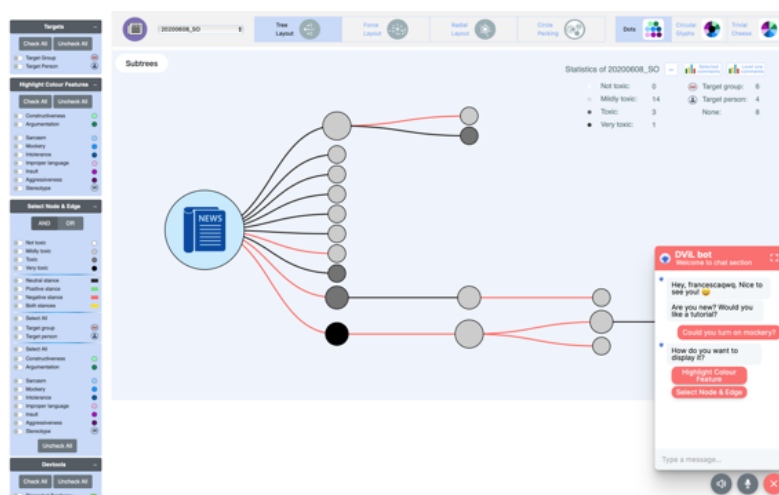 Targets
Check All Uncheck All
Target Group
Target Person
Highlight Colour Features
Check All Uncheck All
Constructiveness
Argumentation
Sarcasm
Mockery
Intolerance
Improper language
Insult
Aggressiveness
Stereotype
Select Node & Edge
AND OR
Not toxic
Mildly toxic
Toxic
Very toxic
Neutral stance
Positive stance
Negative stance
Both stances
Select All
Target group
Target person
Select All
Constructiveness
Argumentation
Sarcasm
Mockery
Intolerance
Improper language
Insult
Aggressiveness
Stereotype
Uncheck All
Devtools
Check All Uncheck All
20200608_SO
Tree Layout
Force Layout
Radial Layout
Circle Packing
Dots
Circular Glyphs
Trivial Cheese
Subtrees
Statistics of 20200608_SO
Selected comments
Level one comments
Not toxic: 0
Mildly toxic: 14
Toxic: 3
Very toxic: 1
Target group: 6
Target person: 4
None: 8
NEWS
DViL bot
Welcome to chat section
Hey, francescaqwq, Nice to
see you!
Are you new? Would you
like a tutorial?
Could you turn on mockery?
How do you want to
display it?
Highlight Colour
Feature
Select Node & Edge
Type a message...